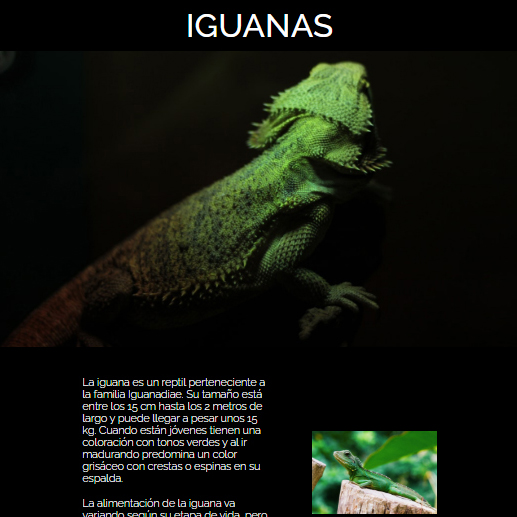 IGUANAS
La iguana es un reptil perteneciente a
la familia Iguanadiae. Su tamaño está
entre los 15 cm hasta los 2 metros de
largo y puede llegar a pesar unos 15
kg. Cuando están jóvenes tienen una
coloración con tonos verdes y al ir
madurando predomina un color
grisáceo con crestas o espinas en su
espalda.
La alimentación de la iguana va
variando según su etapa de vida, pero